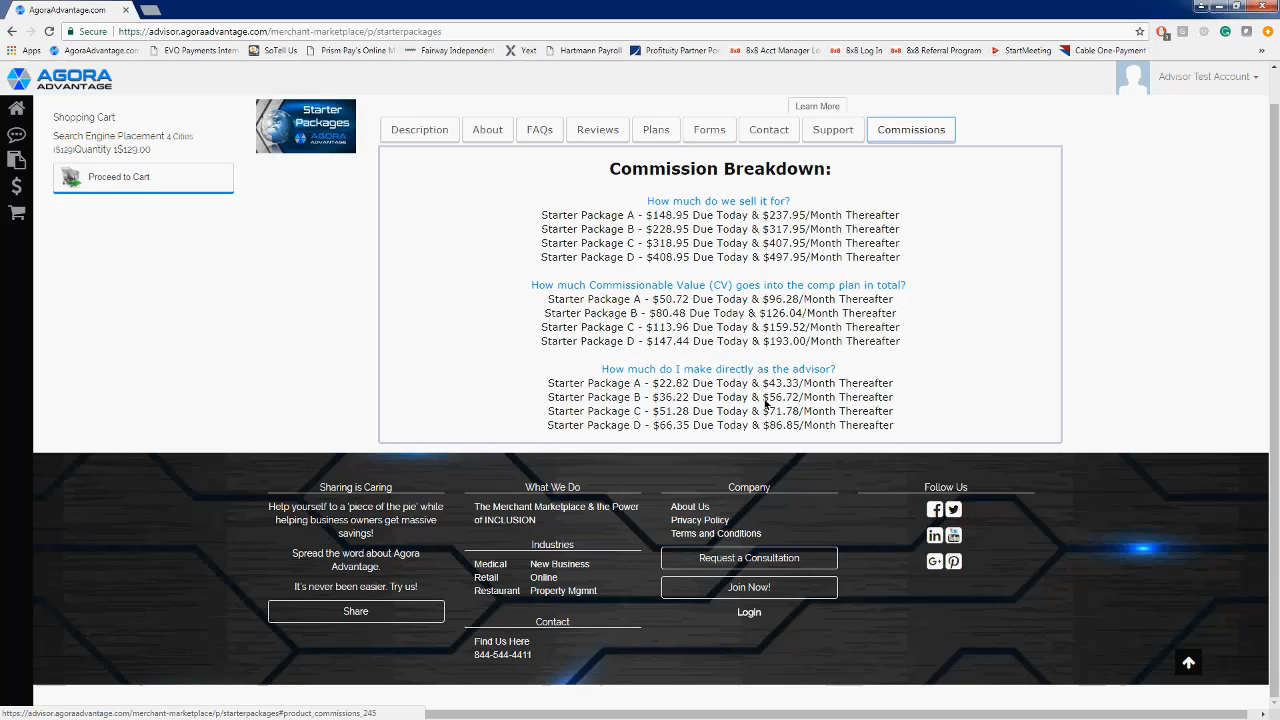 AgoraAdvantage.com
Secure https://advisor.agoraadvantage.com/merchant-marketplace/p/starterpackages
Apps AgoraAdvantage.com EVO Payments Intern SoTellUs Prism Pay's Online M Fairway Independent Yext Hartmann Payroll Profituity Partner 8x8 Acct Manager Lo 8x8 Log In 8x8 Referral Program StartMeeting Cable One-Payment
AGORA
ADVANTAGE
Advisor Test Account
Shopping Cart
Search Engine Placement 4 Cities
($129)Quantity 1$129.00
Proceed to Cart
Starter
Packages
AGORA
ADVANTAGE
Learn More
Description About FAQs Reviews Plans Forms Contact Support Commissions
Commission Breakdown:
How much do we sell it for?
Starter Package A - $148.95 Due Today & $237.95/Month Thereafter
Starter Package B - $228.95 Due Today & $317.95/Month Thereafter
Starter Package C - $318.95 Due Today & $407.95/Month Thereafter
Starter Package D - $408.95 Due Today & $497.95/Month Thereafter
How much Commissionable Value (CV) goes into the comp plan in total?
Starter Package A - $50.72 Due Today & $96.28/Month Thereafter
Starter Package B - $80.48 Due Today & $126.04/Month Thereafter
Starter Package C - $113.96 Due Today & $159.52/Month Thereafter
Starter Package D - $147.44 Due Today & $193.00/Month Thereafter
How much do I make directly as the advisor?
Starter Package A - $22.82 Due Today & $43.33/Month Thereafter
Starter Package B - $36.22 Due Today & $56.72/Month Thereafter
Starter Package C - $51.28 Due Today & $71.78/Month Thereafter
Starter Package D - $66.35 Due Today & $86.85/Month Thereafter
Sharing is Caring
Help yourself to a 'piece of the pie' while
helping business owners get massive
savings!
Spread the word about Agora
Advantage.
It's never been easier. Try us!
Share
What We Do
The Merchant Marketplace & the Power
of INCLUSION
Industries
Medical New Business
Retail Online
Restaurant Property Mgmnt
Contact
Find Us Here
844-544-4411
Company
About Us
Privacy Policy
Terms and Conditions
Request a Consultation
Join Now!
Login
Follow Us
https://advisor.agoraadvantage.com/merchant-marketplace/p/starterpackages#product_commissions_245